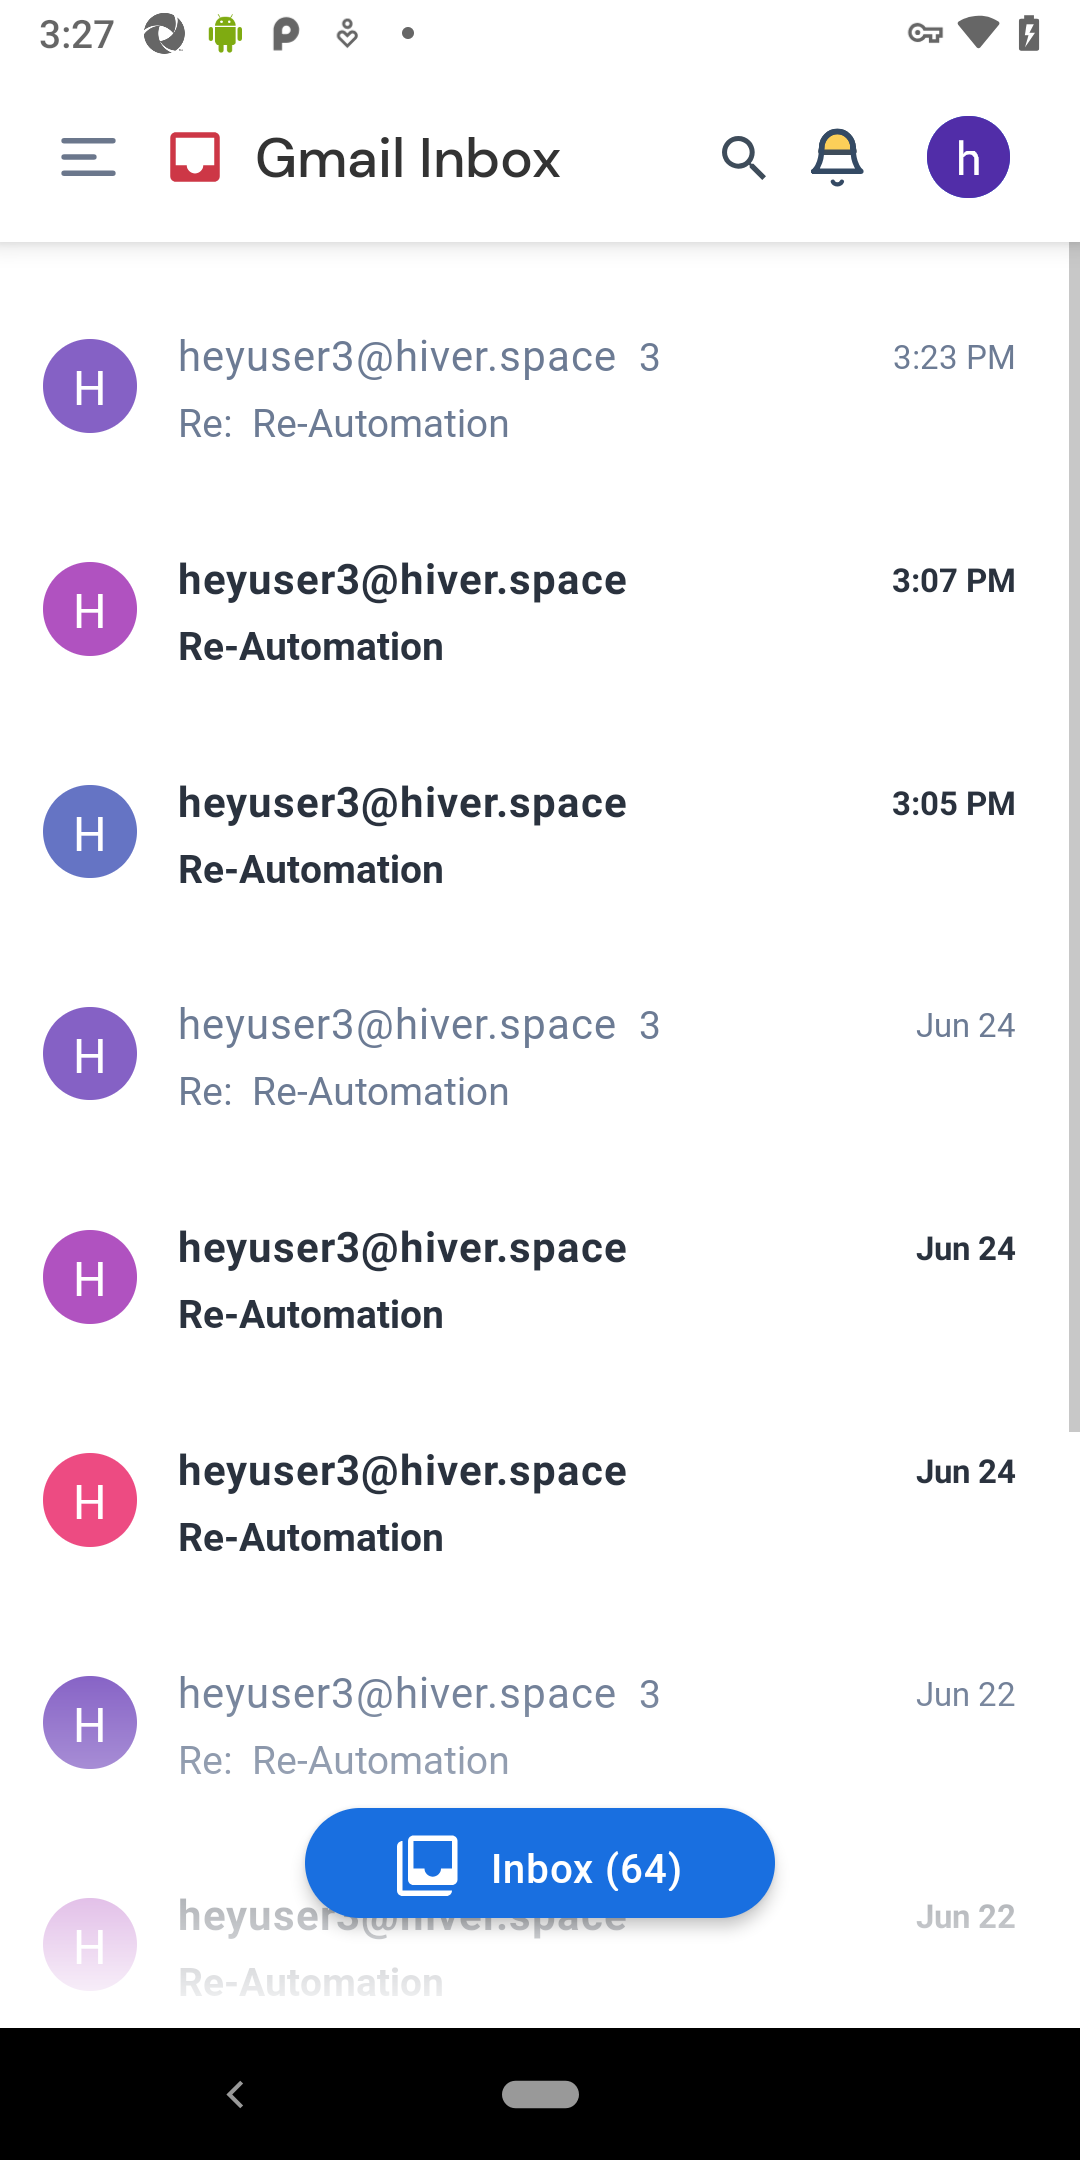 3:27
Gmail Inbox
h
H
heyuser3@hiver.space 3
3:23 PM
Re: Re-Automation
H
heyuser3@hiver.space
3:07 PM
Re-Automation
H
heyuser3@hiver.space
3:05 PM
Re-Automation
H
heyuser3@hiver.space 3
Jun 24
Re: Re-Automation
H
heyuser3@hiver.space
Jun 24
Re-Automation
H
heyuser3@hiver.space
Jun 24
Re-Automation
H
heyuser3@hiver.space 3
Jun 22
Re: Re-Automation
Inbox (64)
H
heyuser3@hiver.space
Jun 22
Re-Automation